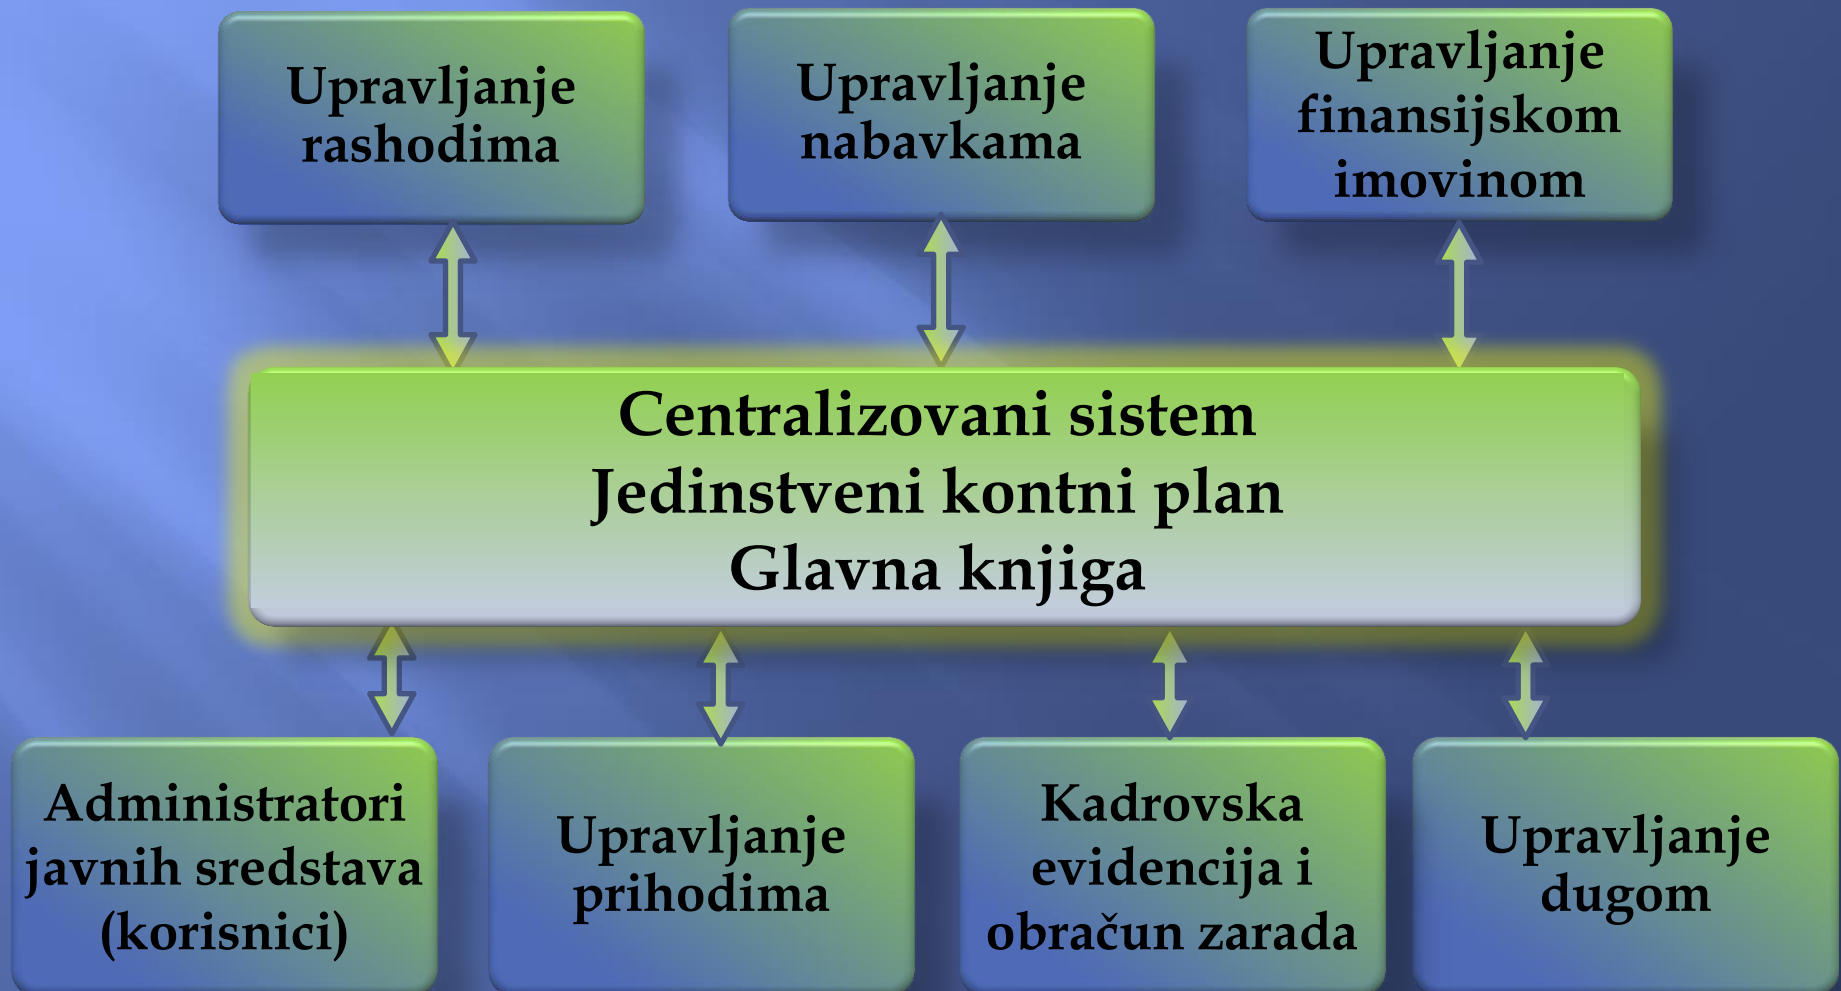 Upravljanje
rashodima
Upravljanje
nabavkama
Upravljanje
finansijskom
imovinom
Centralizovani sistem
Jedinstveni kontni plan
Glavna knjiga
Administratori
javnih sredstava
(korisnici)
Upravljanje
prihodima
Kadrovska
evidencija i
obračun zarada
Upravljanje
dugom